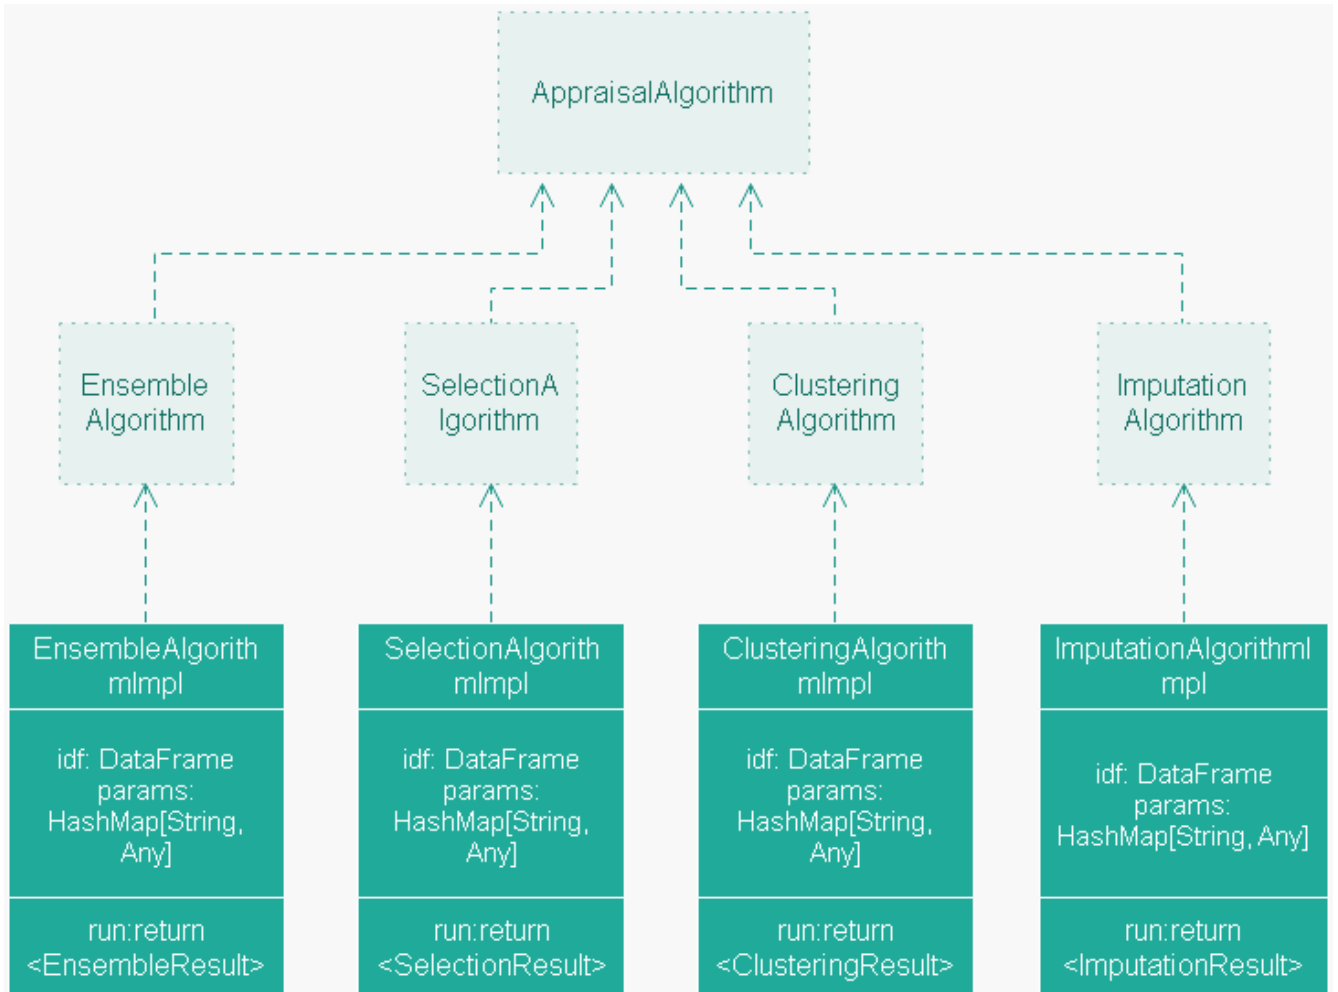 AppraisalAlgorithm
Ensemble
Algorithm
SelectionA
lgorithm
Clustering
Algorithm
Imputation
Algorithm
EnsembleAlgorith
mImpl
idf: DataFrame
params:
HashMap[String,
Any]
run:return
<EnsembleResult>
SelectionAlgorith
mImpl
idf: DataFrame
params:
HashMap[String,
Any]
run:return
<SelectionResult>
ClusteringAlgorith
mImpl
idf: DataFrame
params:
HashMap[String,
Any]
run:return
<ClusteringResult>
ImputationAlgorithmI
mpl
idf: DataFrame
params:
HashMap[String, Any]
run:return
<ImputationResult>